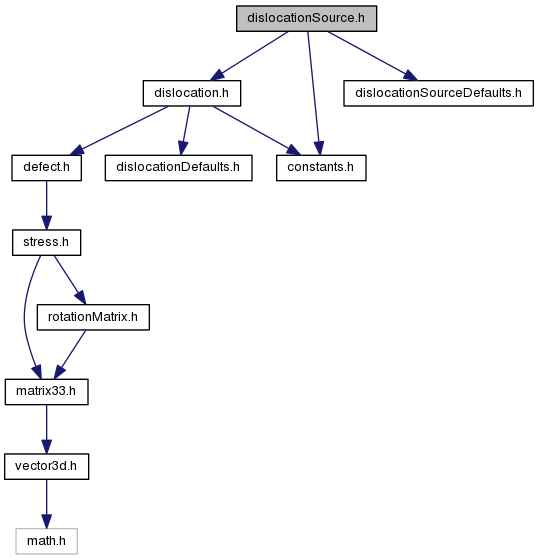 dislocationSource.h
dislocation.h
dislocationSourceDefaults.h
defect.h
dislocationDefaults.h
constants.h
stress.h
rotationMatrix.h
matrix33.h
vector3d.h
math.h